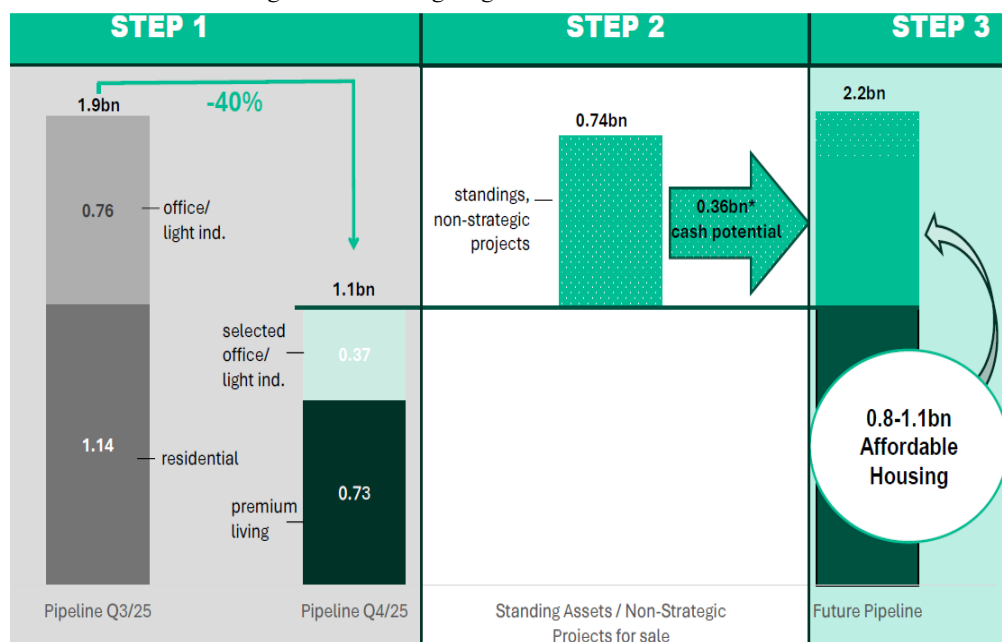 STEP 1
STEP 2
STEP 3
1.9bn
-40%
0.76
office/
light ind.
1.1bn
selected
office/
light ind.
0.37
1.14
residential
0.73
premium
living
Pipeline Q3/25
Pipeline Q4/25
0.74bn
standings,
non-strategic
projects
0.36bn*
cash potential
Standing Assets / Non-Strategic
Projects for sale
2.2bn
0.8-1.1bn
Affordable
Housing
Future Pipeline